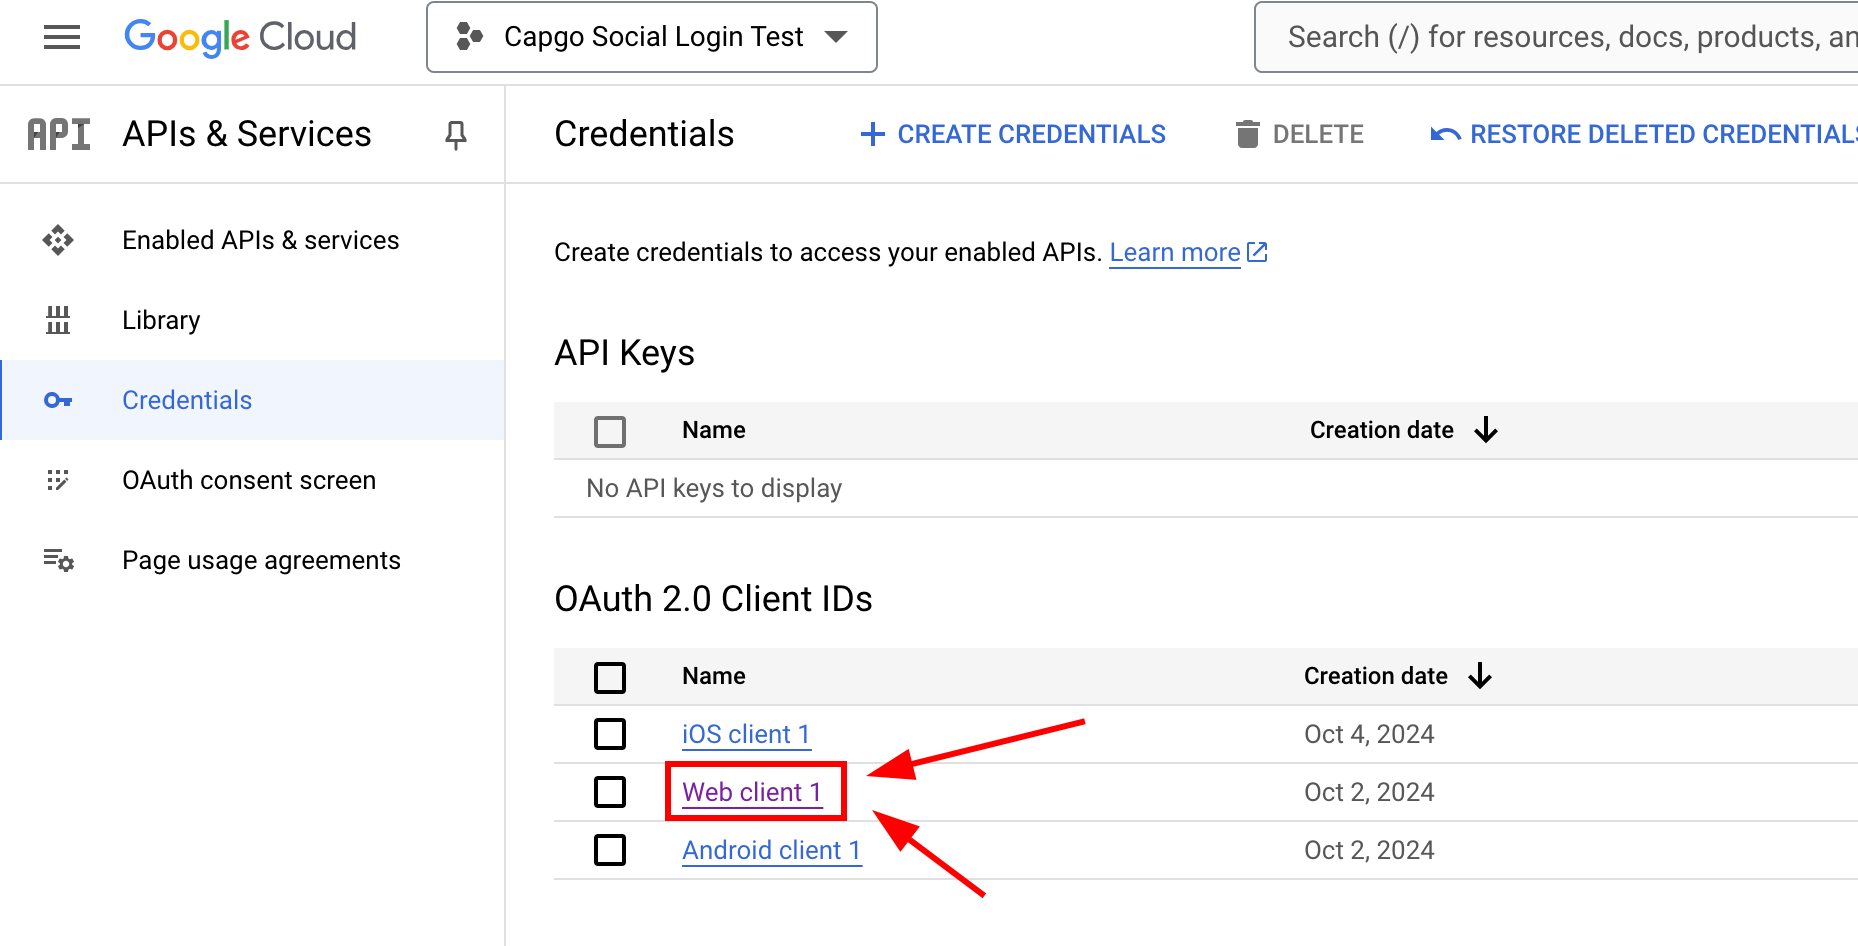 Google Cloud
Capgo Social Login Test
Search (/) for resources, docs, products, an
API
APIs & Services
Credentials
CREATE CREDENTIALS
DELETE
RESTORE DELETED CREDENTIALS
Enabled APIs & services
Library
Credentials
OAuth consent screen
Page usage agreements
Create credentials to access your enabled APIs. Learn more
API Keys
Name Creation date
No API keys to display
OAuth 2.0 Client IDs
Name Creation date
iOS client 1 Oct 4, 2024
Web client 1 Oct 2, 2024
Android client 1 Oct 2, 2024